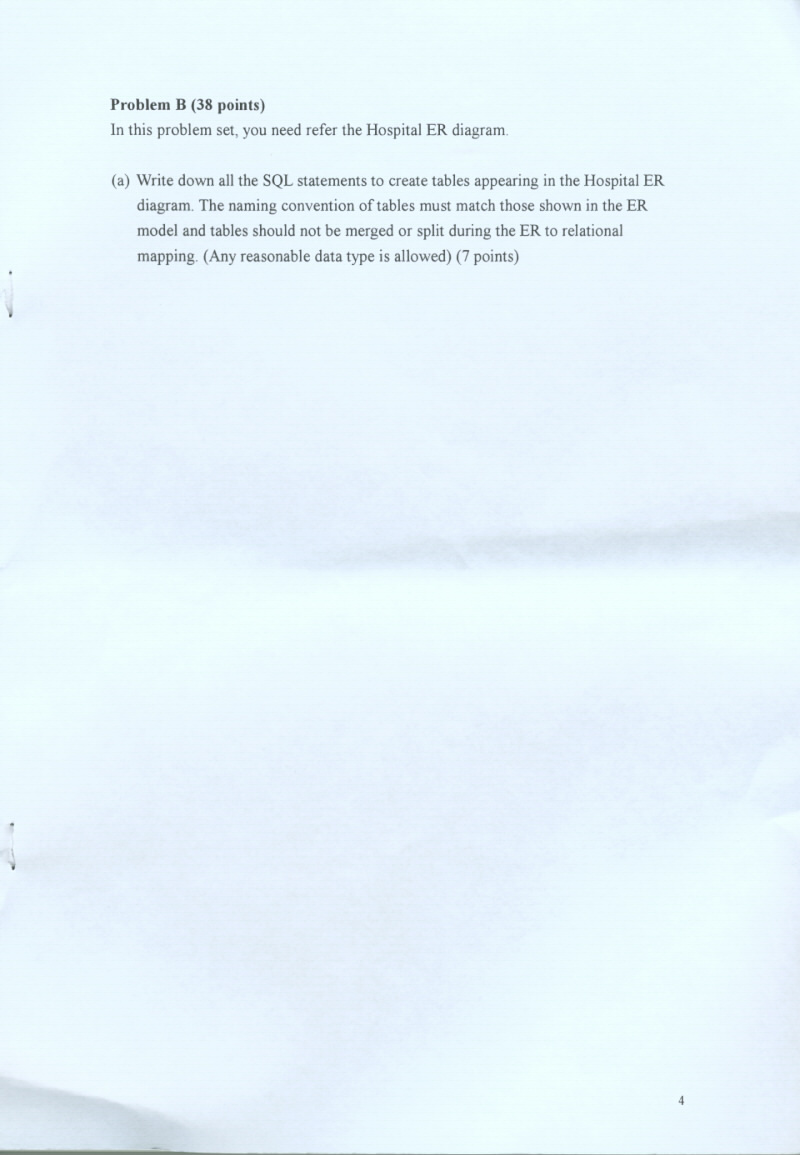 Problem B (38 points)
In this problem set, you need refer the Hospital ER diagram.
(a) Write down all the SQL statements to create tables appearing in the Hospital ER
diagram. The naming convention of tables must match those shown in the ER
model and tables should not be merged or split during the ER to relational
mapping. (Any reasonable data type is allowed) (7 points)
4